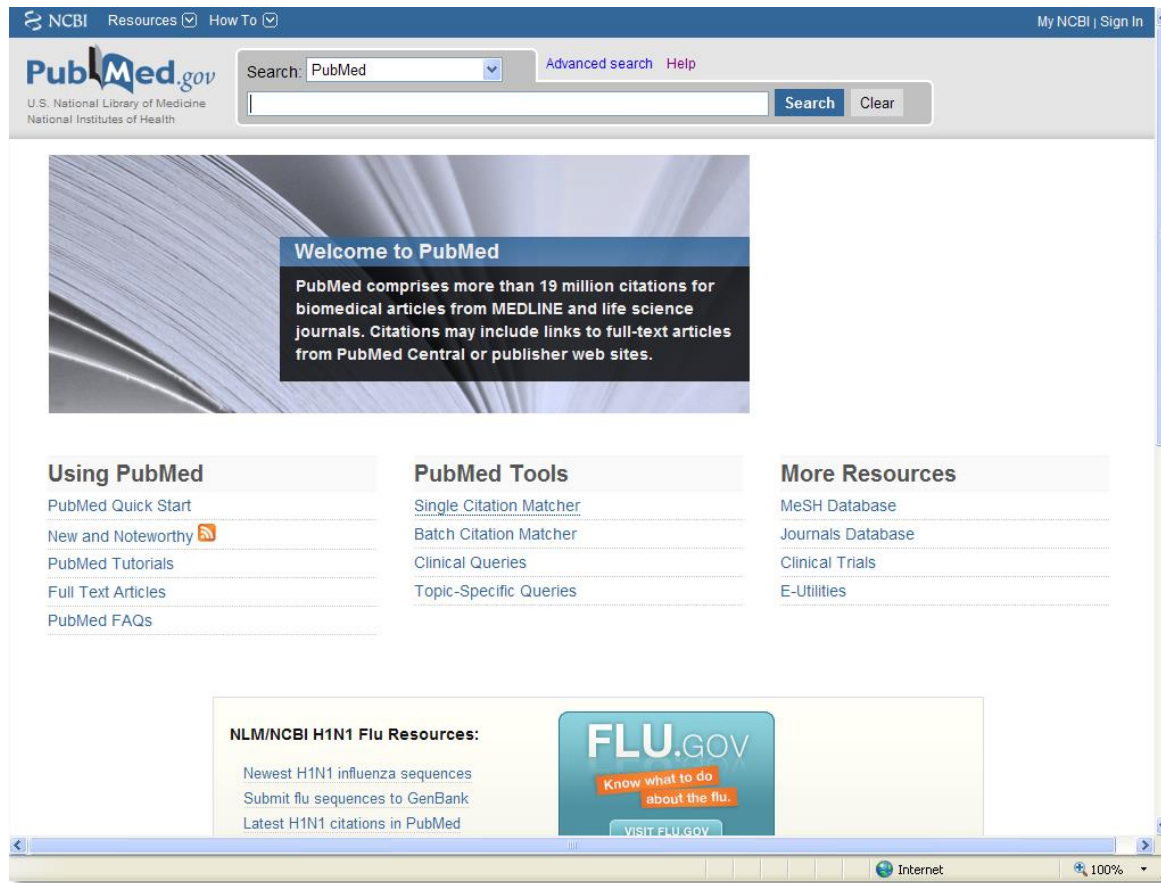 NCBI Resources How To My NCBI | Sign In
PubMed.gov
U.S. National Library of Medicine
National Institutes of Health
Search: PubMed
Advanced search Help
Search Clear
Welcome to PubMed
PubMed comprises more than 19 million citations for
biomedical articles from MEDLINE and life science
journals. Citations may include links to full-text articles
from PubMed Central or publisher web sites.
Using PubMed
PubMed Quick Start
New and Noteworthy
PubMed Tutorials
Full Text Articles
PubMed FAQs
PubMed Tools
Single Citation Matcher
Batch Citation Matcher
Clinical Queries
Topic-Specific Queries
More Resources
MeSH Database
Journals Database
Clinical Trials
E-Utilities
NLM/NCBI H1N1 Flu Resources:
Newest H1N1 influenza sequences
Submit flu sequences to GenBank
Latest H1N1 citations in PubMed
FLU.GOV
Know what to do
about the flu.
VISIT FLU.GOV
Internet 100%